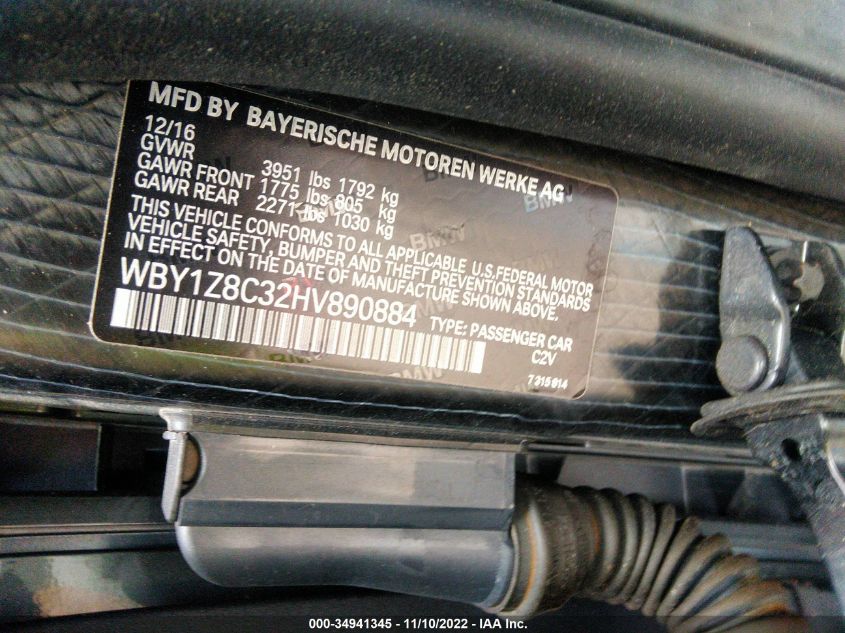 MFD BY BAYERISCHE MOTOREN WERKE AG
12/16
GVWR 3951 lbs 1792 kg
GAWR FRONT 1775 lbs 805 kg
GAWR REAR 2271 lbs 1030 kg
THIS VEHICLE CONFORMS TO ALL APPLICABLE U.S. FEDERAL MOTOR
VEHICLE SAFETY, BUMPER AND THEFT PREVENTION STANDARDS
IN EFFECT ON THE DATE OF MANUFACTURE SHOWN ABOVE.
WBY1Z8C32HV890884
TYPE: PASSENGER CAR
C2V
7 315 814
000-34941345 - 11/10/2022 - IAA Inc.